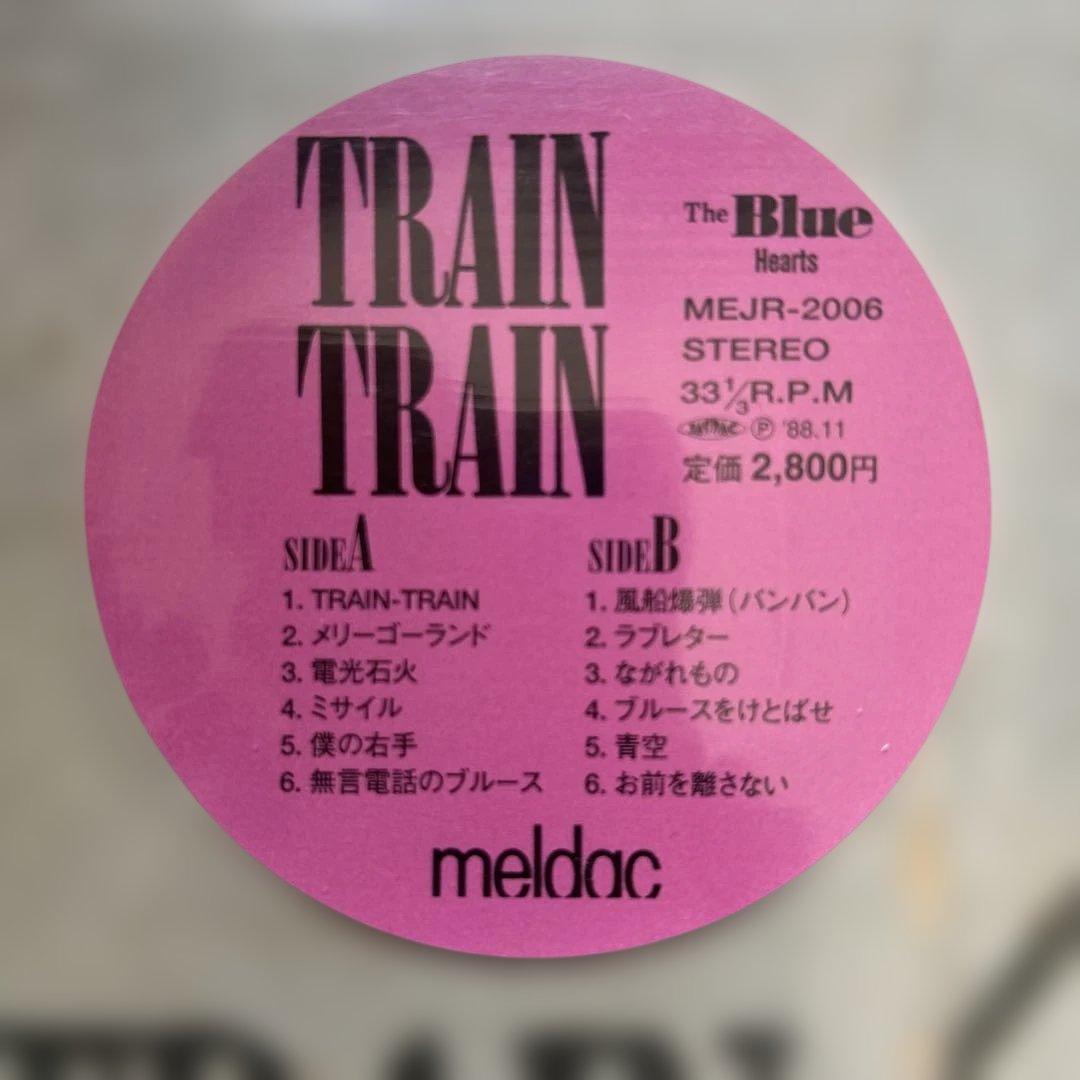 TRAIN
TRAIN
The Blue
Hearts
MEJR-2006
STEREO
33⅓R.P.M
Ⓟ '88.11
定価 2,800円
SIDE A
1. TRAIN-TRAIN
2. メリーゴーランド
3. 電光石火
4. ミサイル
5. 僕の右手
6. 無言電話のブルース
SIDE B
1. 風船爆弾(バンバン)
2. ラブレター
3. ながれもの
4. ブルースをけとばせ
5. 青空
6. お前を離さない
meldac